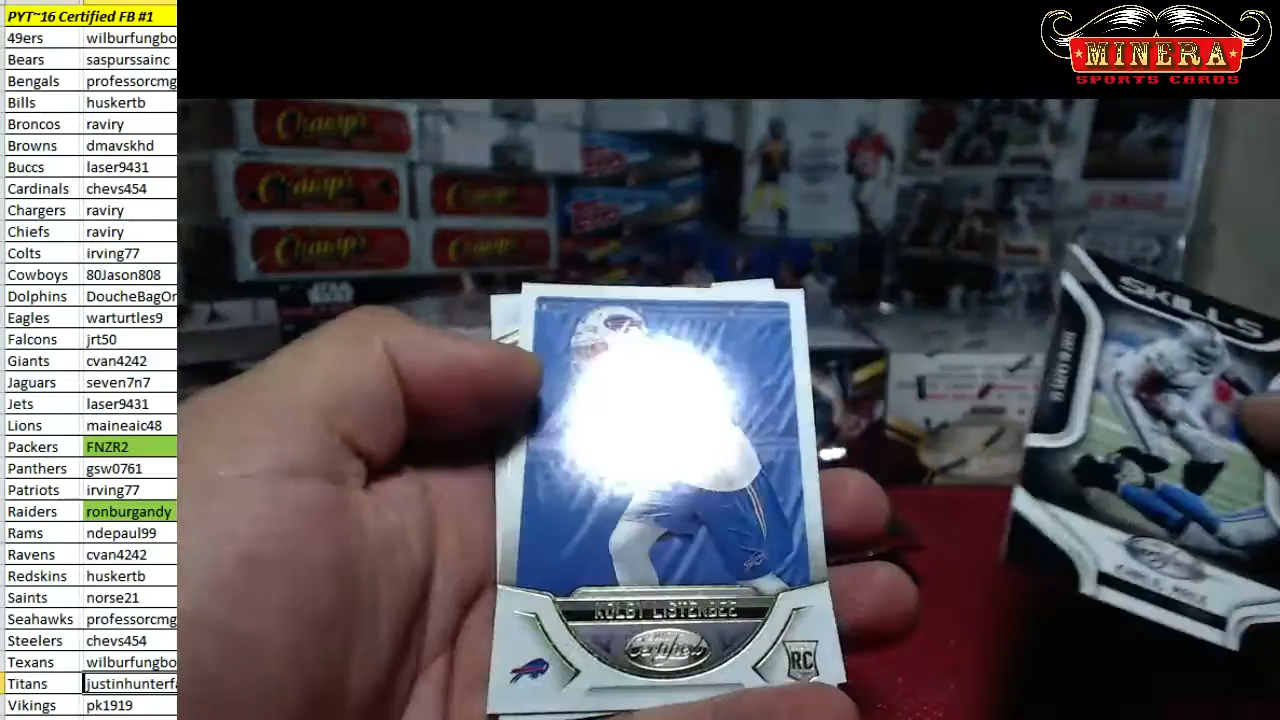 PYT~16 Certified FB #1
49ers wilburfungbo
Bears saspurssainc
Bengals professorcmg
Bills huskertb
Broncos raviry
Browns dmavskhd
Buccs laser9431
Cardinals chevs454
Chargers raviry
Chiefs raviry
Colts irving77
Cowboys 80Jason808
Dolphins DoucheBagOr
Eagles warturtles9
Falcons jrt50
Giants cvan4242
Jaguars seven7n7
Jets laser9431
Lions maineaic48
Packers FNZR2
Panthers gsw0761
Patriots irving77
Raiders ronburgandy
Rams ndepaul99
Ravens cvan4242
Redskins huskertb
Saints norse21
Seahawks professorcmg
Steelers chevs454
Texans wilburfungbo
Titans justinhunterfa
Vikings pk1919
MINERA
SPORTS CARDS
Champ's
Champ's
Champ's
Champ's
Champ's
STAR
WARS
SKILLS
KOLBY LISTENBEE
Certified
RC